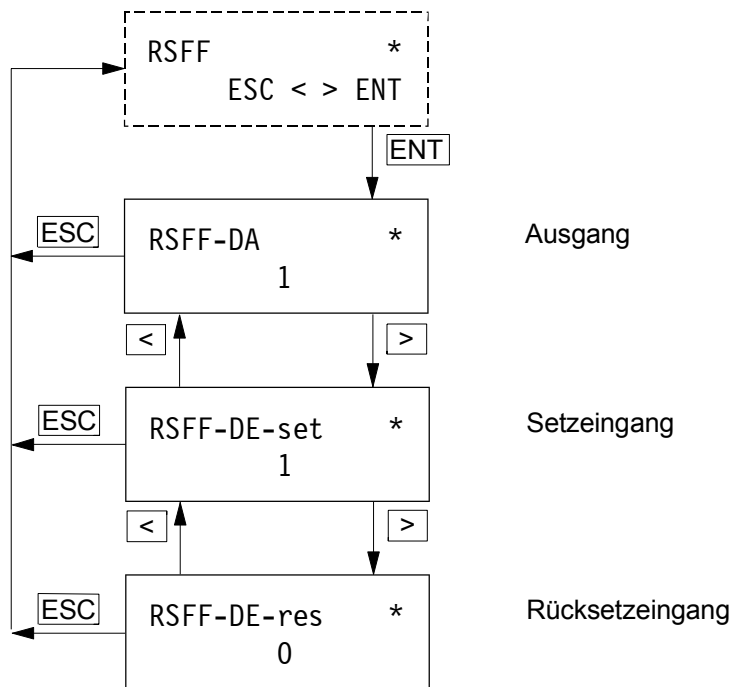 RSFF *
ESC < > ENT
ENT
ESC
RSFF-DA *
1
Ausgang
<
>
ESC
RSFF-DE-set *
1
Setzeingang
<
>
ESC
RSFF-DE-res *
0
Rücksetzeingang